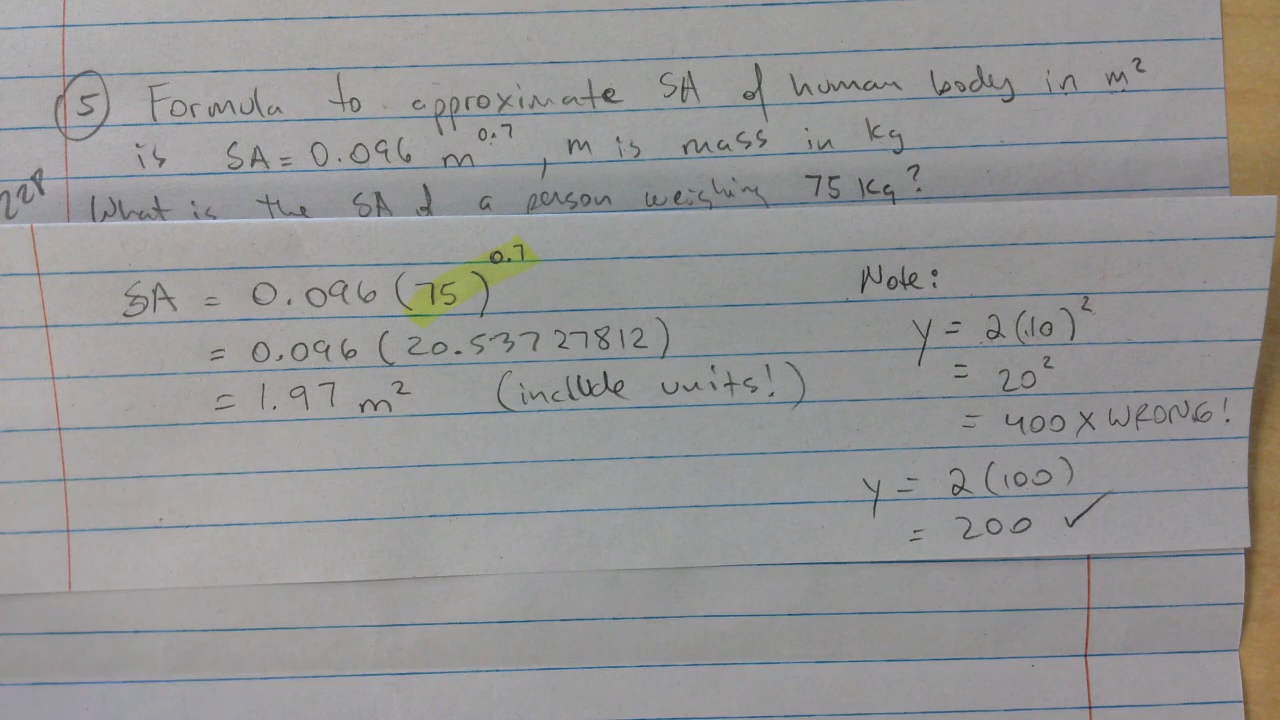 ⑤ Formula to approximate SA of human body in m²
is SA = 0.096 m^0.7, m is mass in kg
228
What is the SA of a person weighing 75 kg?
SA = 0.096 (75)^0.7
= 0.096 (20.53727812)
= 1.97 m² (include units!)
Note:
y = 2(10)²
= 20²
= 400 X WRONG!
y = 2(100)
= 200 ✓